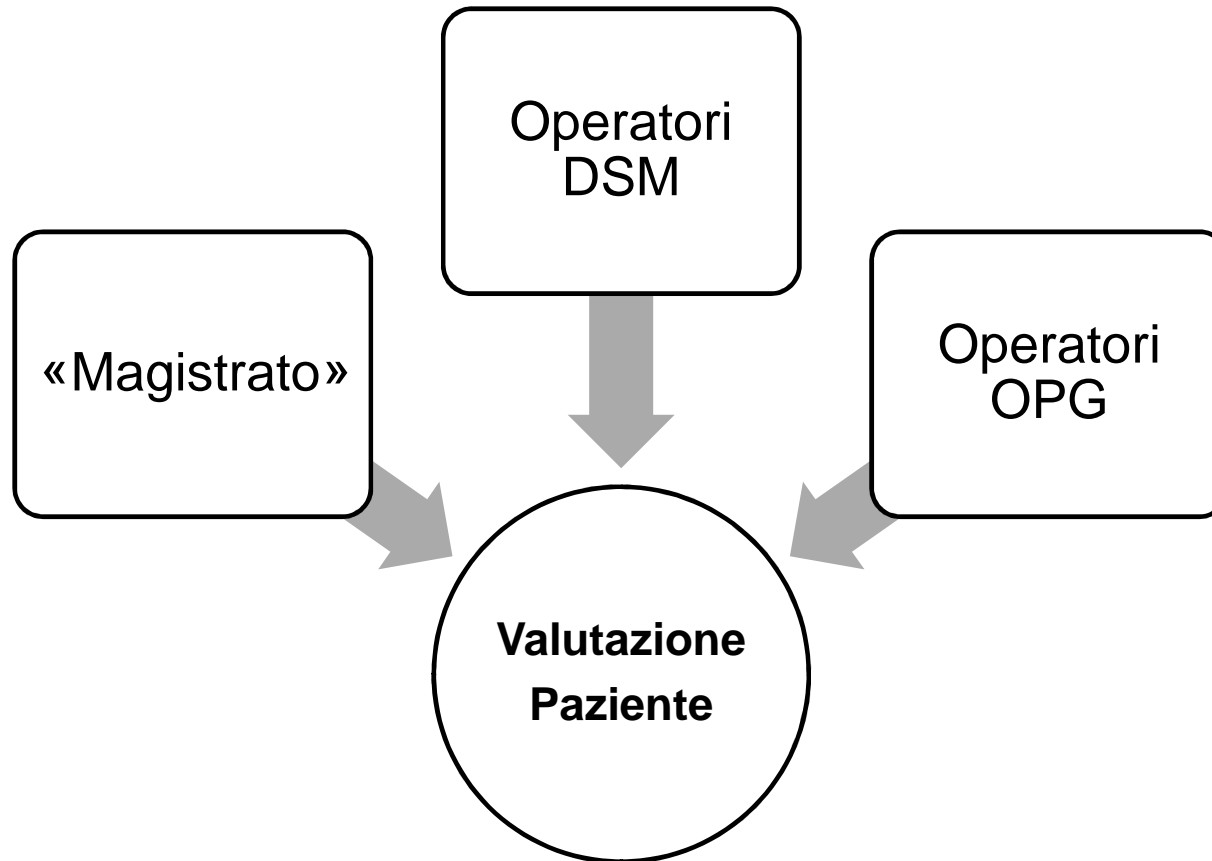 Operatori
DSM
«Magistrato»
Operatori
OPG
Valutazione
Paziente